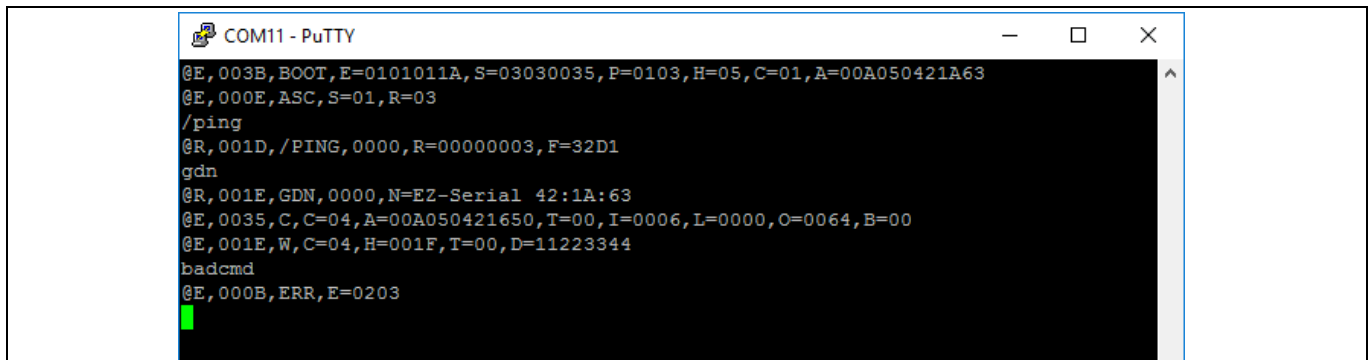 COM11 - PuTTY
@E,003B,BOOT,E=0101011A,S=03030035,P=0103,H=05,C=01,A=00A050421A63
@E,000E,ASC,S=01,R=03
/ping
@R,001D,/PING,0000,R=00000003,F=32D1
gdn
@R,001E,GDN,0000,N=EZ-Serial 42:1A:63
@E,0035,C,C=04,A=00A050421650,T=00,I=0006,L=0000,O=0064,B=00
@E,001E,W,C=04,H=001F,T=00,D=11223344
badcmd
@E,000B,ERR,E=0203